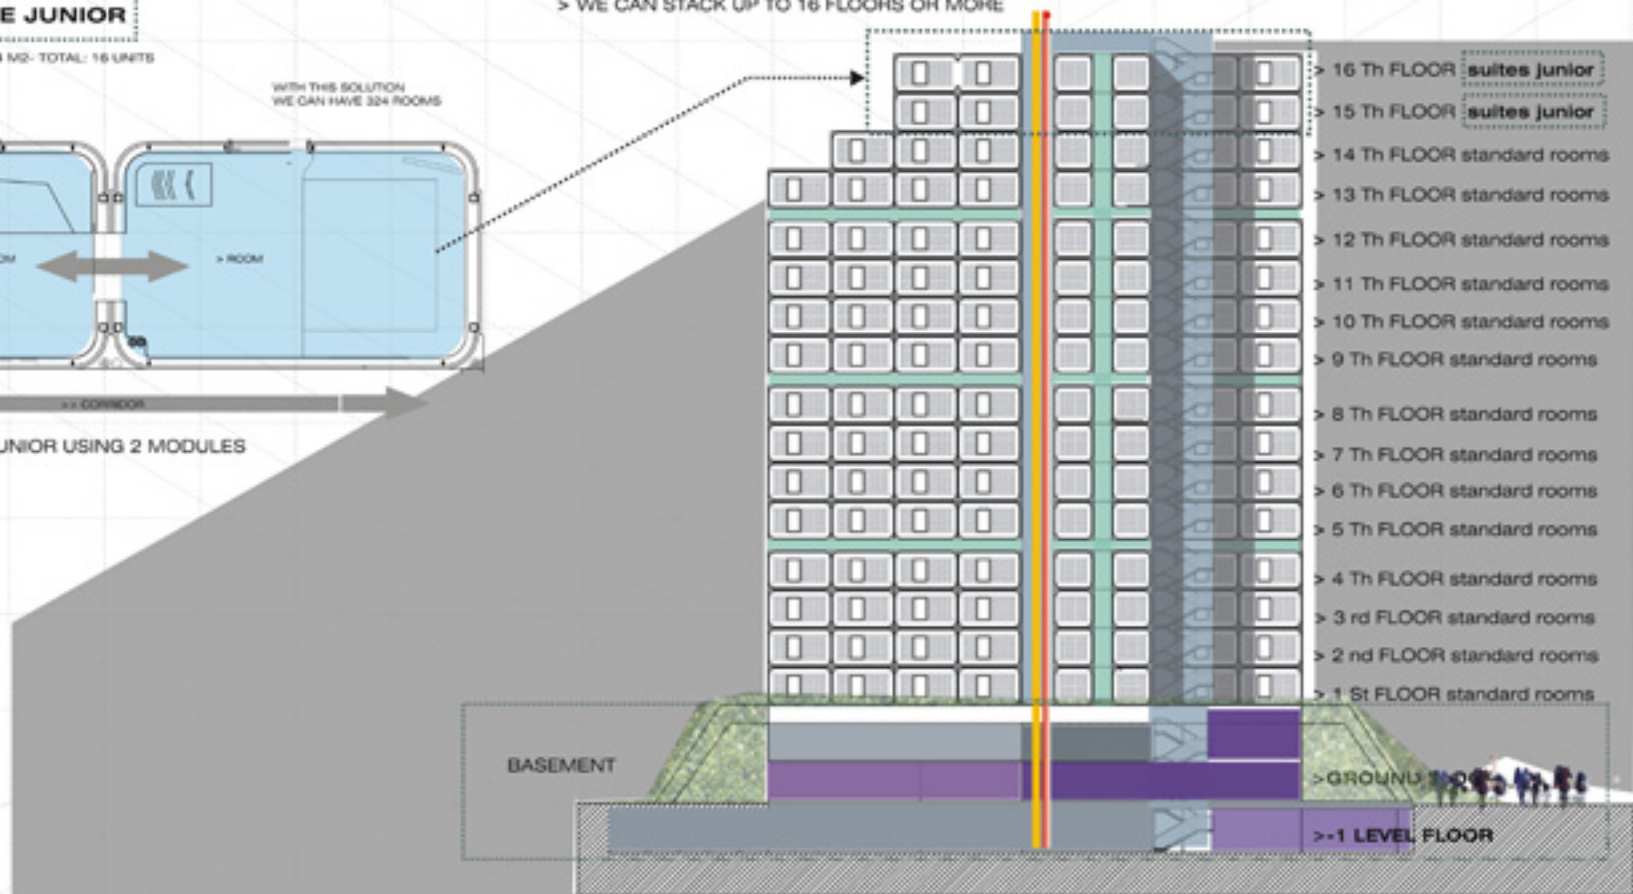 E JUNIOR
> WE CAN STACK UP TO 16 FLOORS OR MORE
M2- TOTAL: 16 UNITS
WITH THIS SOLUTION
WE CAN HAVE 324 ROOMS
> ROOM
>> CORRIDOR
UNIOR USING 2 MODULES
> 16 Th FLOOR suites junior
> 15 Th FLOOR suites junior
> 14 Th FLOOR standard rooms
> 13 Th FLOOR standard rooms
> 12 Th FLOOR standard rooms
> 11 Th FLOOR standard rooms
> 10 Th FLOOR standard rooms
> 9 Th FLOOR standard rooms
> 8 Th FLOOR standard rooms
> 7 Th FLOOR standard rooms
> 6 Th FLOOR standard rooms
> 5 Th FLOOR standard rooms
> 4 Th FLOOR standard rooms
> 3 rd FLOOR standard rooms
> 2 nd FLOOR standard rooms
> 1 St FLOOR standard rooms
BASEMENT
>GROUND
>-1 LEVEL FLOOR